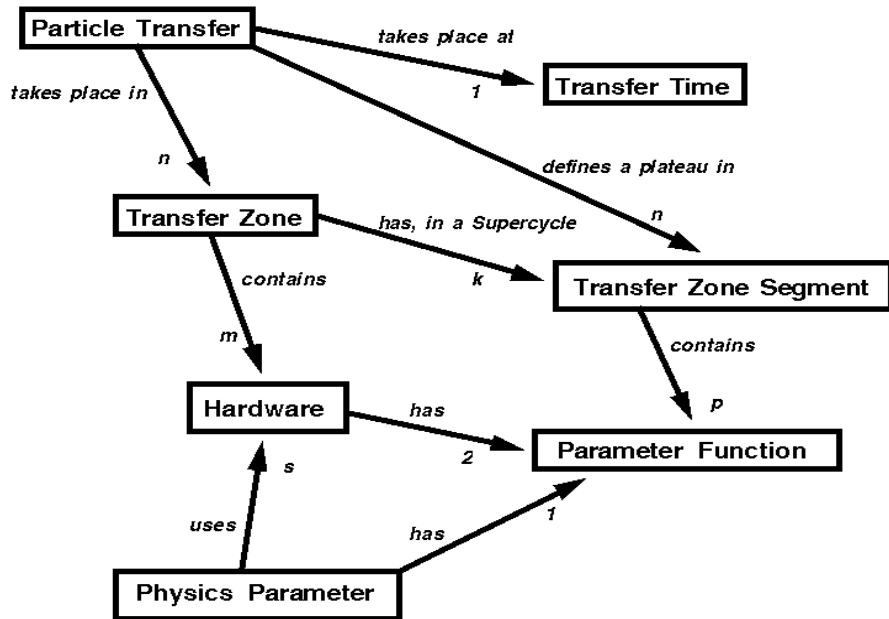 Particle Transfer
takes place at
1
Transfer Time
takes place in
n
defines a plateau in
n
Transfer Zone
has, in a Supercycle
k
Transfer Zone Segment
contains
m
contains
p
Hardware
has
2
Parameter Function
s
uses
has
1
Physics Parameter